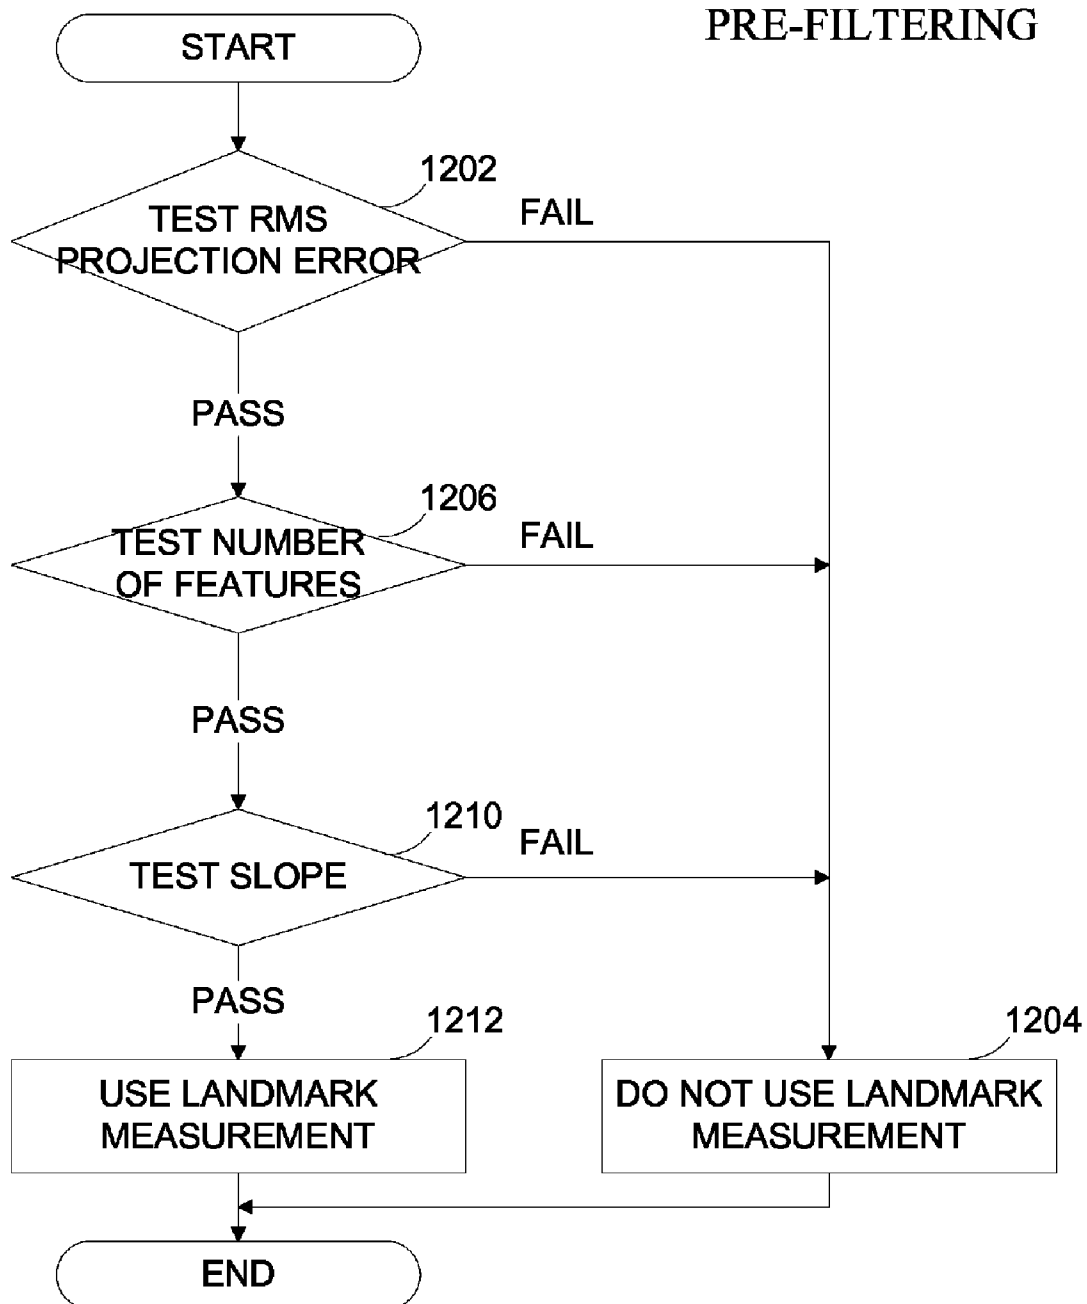 PRE-FILTERING
START
1202
TEST RMS
PROJECTION ERROR
FAIL
PASS
1206
TEST NUMBER
OF FEATURES
FAIL
PASS
1210
TEST SLOPE
FAIL
PASS
1212
USE LANDMARK
MEASUREMENT
1204
DO NOT USE LANDMARK
MEASUREMENT
END